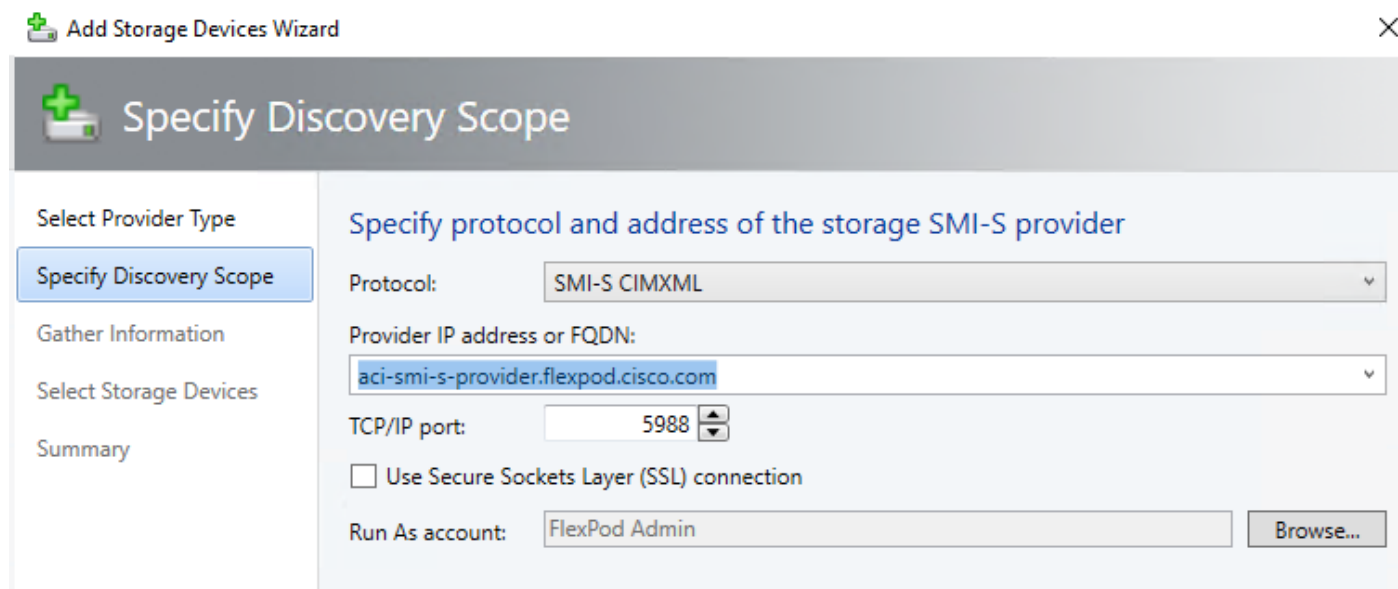 Add Storage Devices Wizard
Specify Discovery Scope
Select Provider Type
Specify Discovery Scope
Gather Information
Select Storage Devices
Summary
Specify protocol and address of the storage SMI-S provider
Protocol: SMI-S CIMXML
Provider IP address or FQDN:
aci-smi-s-provider.flexpod.cisco.com
TCP/IP port: 5988
Use Secure Sockets Layer (SSL) connection
Run As account: FlexPod Admin Browse...